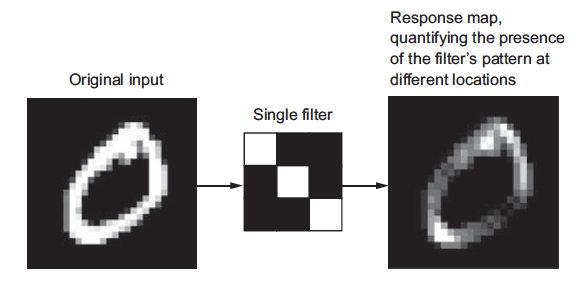 Original input
Single filter
Response map,
quantifying the presence
of the filter's pattern at
different locations